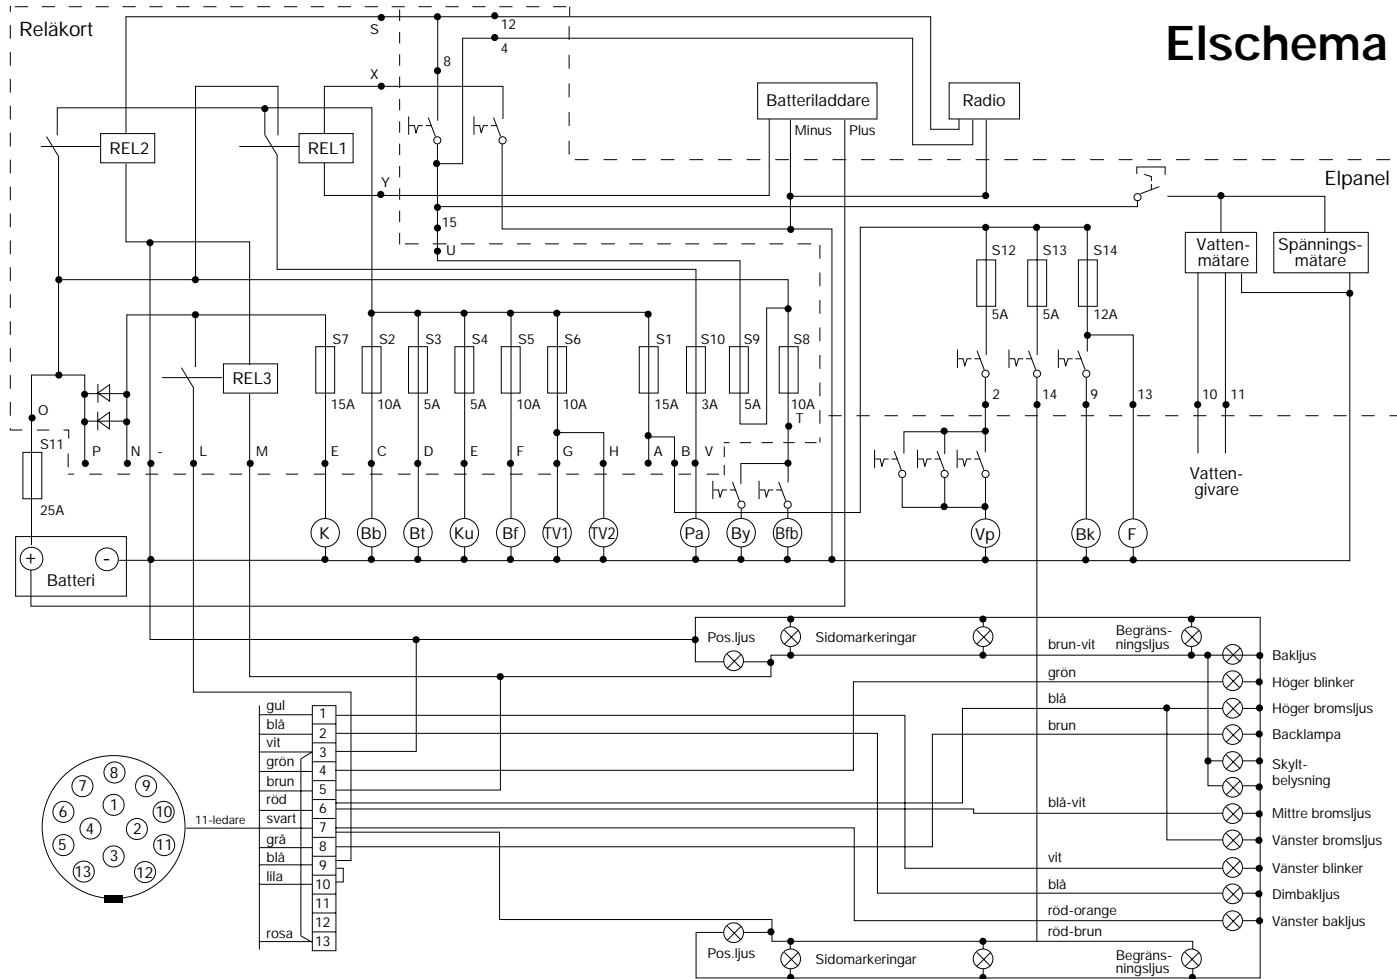 Elschema
Reläkort
S
12
4
8
X
Batteriladdare
Minus
Plus
Radio
REL2
REL1
Y
15
U
Elpanel
Vatten-
mätare
Spännings-
mätare
S12
S13
S14
5A
5A
12A
S7
S2
S3
S4
S5
S6
S1
S10
S9
S8
REL3
15A
10A
5A
5A
10A
10A
15A
3A
5A
10A
T
O
S11
25A
P
N
-
L
M
E
C
D
E
F
G
H
A
B
V
2
14
9
13
10
11
Vatten-
givare
K
Bb
Bt
Ku
Bf
TV1
TV2
Pa
By
Bfb
Vp
Bk
F
+
-
Batteri
Pos.ljus
Sidomarkeringar
Begräns-
ningsljus
brun-vit
Bakljus
grön
Höger blinker
blå
Höger bromsljus
brun
Backlampa
Skylt-
belysning
blå-vit
Mittre bromsljus
Vänster bromsljus
vit
Vänster blinker
blå
Dimbakljus
röd-orange
Vänster bakljus
röd-brun
Pos.ljus
Sidomarkeringar
Begräns-
ningsljus
gul
1
blå
2
vit
3
grön
4
brun
5
röd
6
svart
7
grå
8
blå
9
lila
10
11
12
rosa
13
11-ledare
8
7
9
6
1
10
4
2
5
3
11
13
12